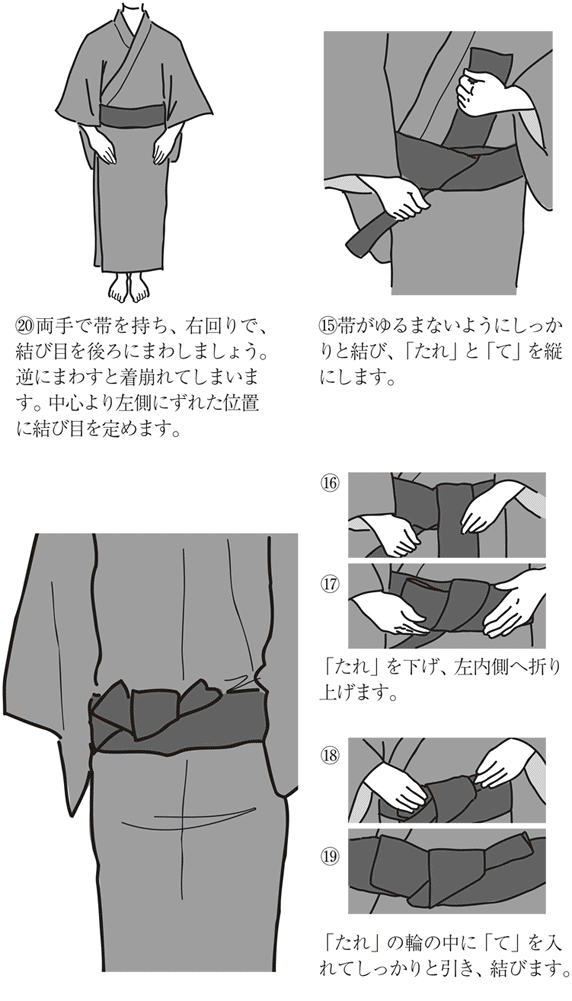 ⑮帯がゆるまないようにしっか
りと結び、「たれ」と「て」を縦
にします。
⑯
⑰
「たれ」を下げ、左内側へ折り
上げます。
⑱
⑲
「たれ」の輪の中に「て」を入
れてしっかりと引き、結びます。
⑳両手で帯を持ち、右回りで、
結び目を後ろにまわしましょう。
逆にまわすと着崩れてしまいま
す。中心より左側にずれた位置
に結び目を定めます。